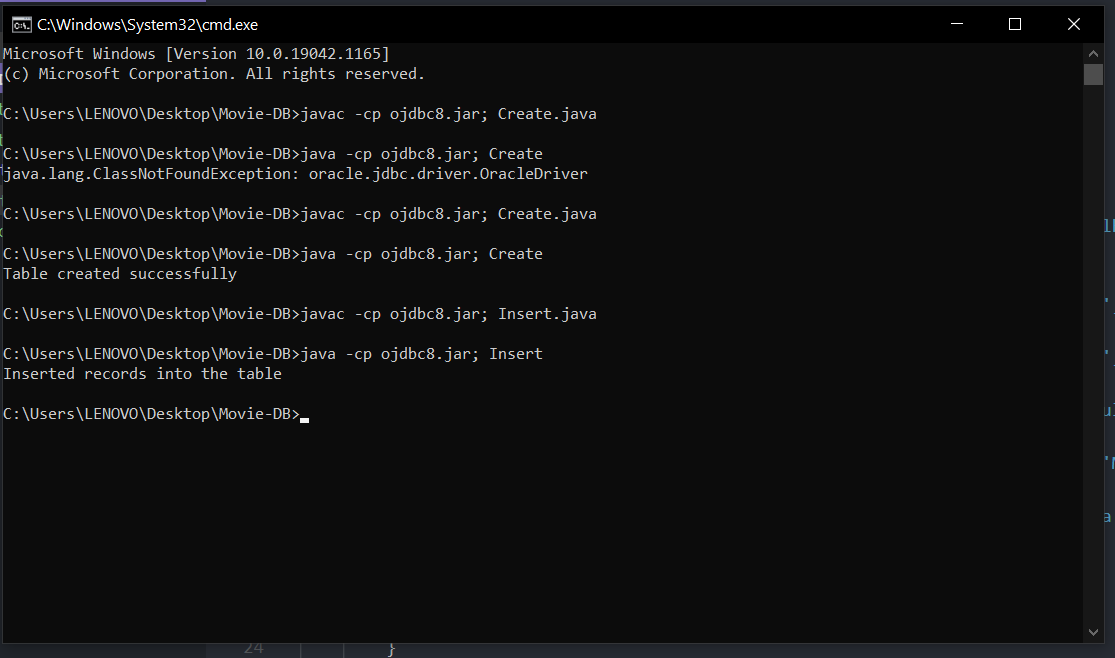 C:\Windows\System32\cmd.exe
Microsoft Windows [Version 10.0.19042.1165]
(c) Microsoft Corporation. All rights reserved.
C:\Users\LENOVO\Desktop\Movie-DB>javac -cp ojdbc8.jar; Create.java
C:\Users\LENOVO\Desktop\Movie-DB>java -cp ojdbc8.jar; Create
java.lang.ClassNotFoundException: oracle.jdbc.driver.OracleDriver
C:\Users\LENOVO\Desktop\Movie-DB>javac -cp ojdbc8.jar; Create.java
C:\Users\LENOVO\Desktop\Movie-DB>java -cp ojdbc8.jar; Create
Table created successfully
C:\Users\LENOVO\Desktop\Movie-DB>javac -cp ojdbc8.jar; Insert.java
C:\Users\LENOVO\Desktop\Movie-DB>java -cp ojdbc8.jar; Insert
Inserted records into the table
C:\Users\LENOVO\Desktop\Movie-DB>
24 }